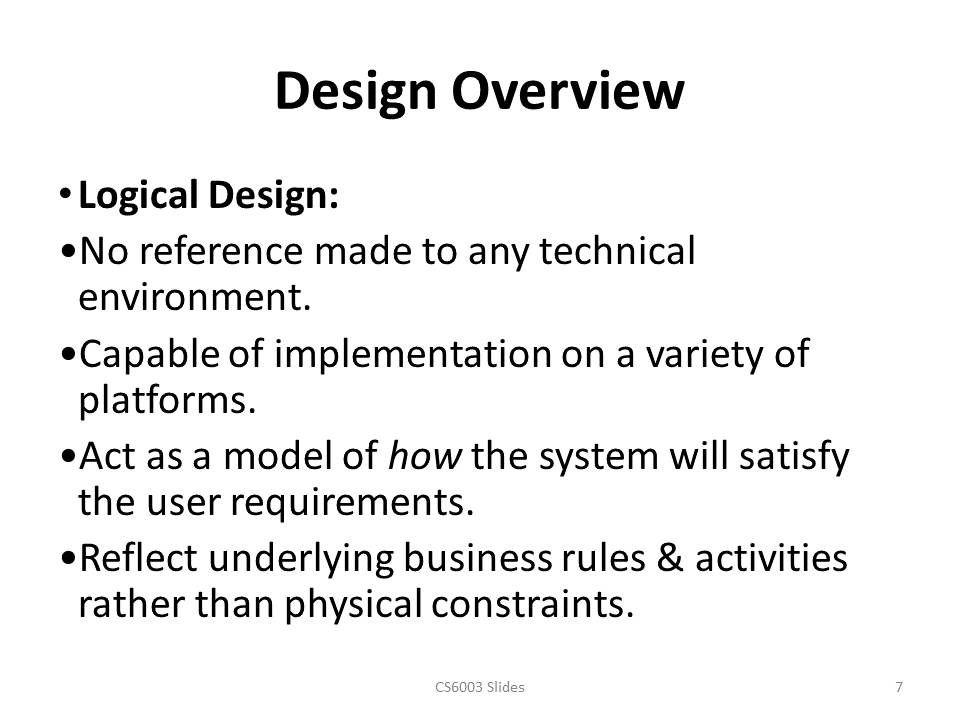 Design Overview
• Logical Design:
•No reference made to any technical
environment.
•Capable of implementation on a variety of
platforms.
•Act as a model of how the system will satisfy
the user requirements.
•Reflect underlying business rules & activities
rather than physical constraints.
CS6003 Slides
7